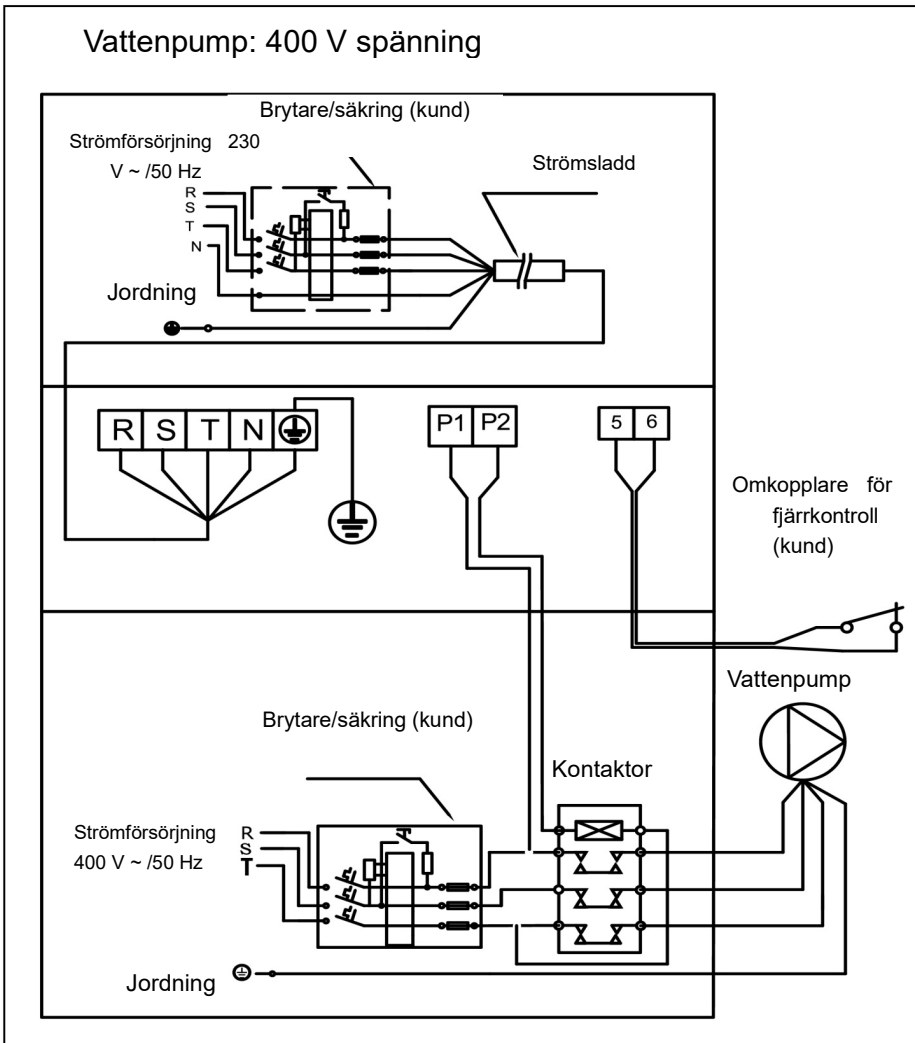 Vattenpump: 400 V spänning
Brytare/säkring (kund)
Strömförsörjning 230
V ~ /50 Hz
Strömsladd
R
S
T
N
Jordning
R S T N
P1 P2
5 6
Omkopplare för
fjärrkontroll
(kund)
Vattenpump
Brytare/säkring (kund)
Kontaktor
Strömförsörjning
400 V ~ /50 Hz
R
S
T
Jordning